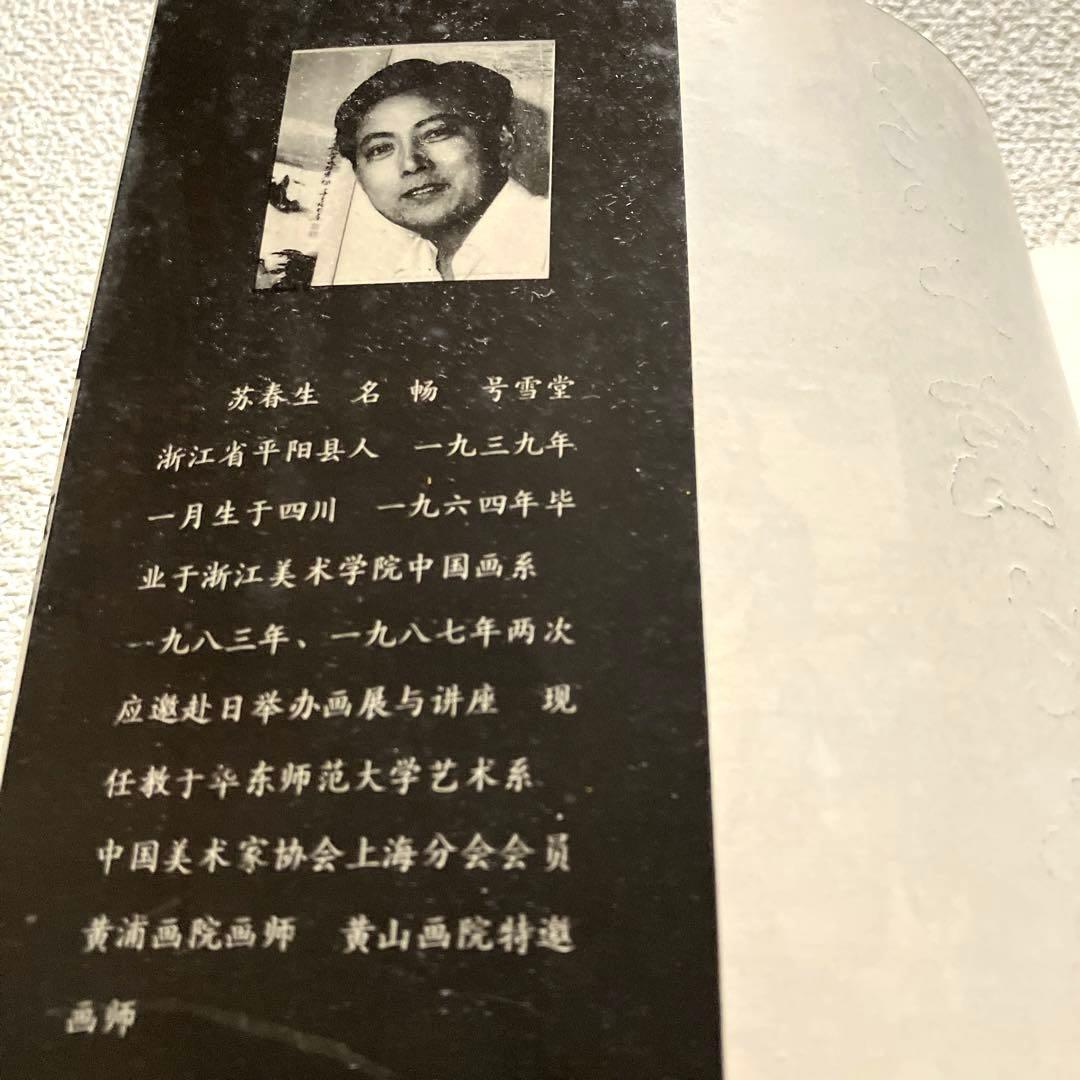 苏春生　名　畅　号雪堂
浙江省平阳县人　一九三九年
一月生于四川　一九六四年毕
业于浙江美术学院中国画系
一九八三年、一九八七年两次
应邀赴日举办画展与讲座　现
任教于华东师范大学艺术系
中国美术家协会上海分会会员
黄浦画院画师　黄山画院特邀
画师